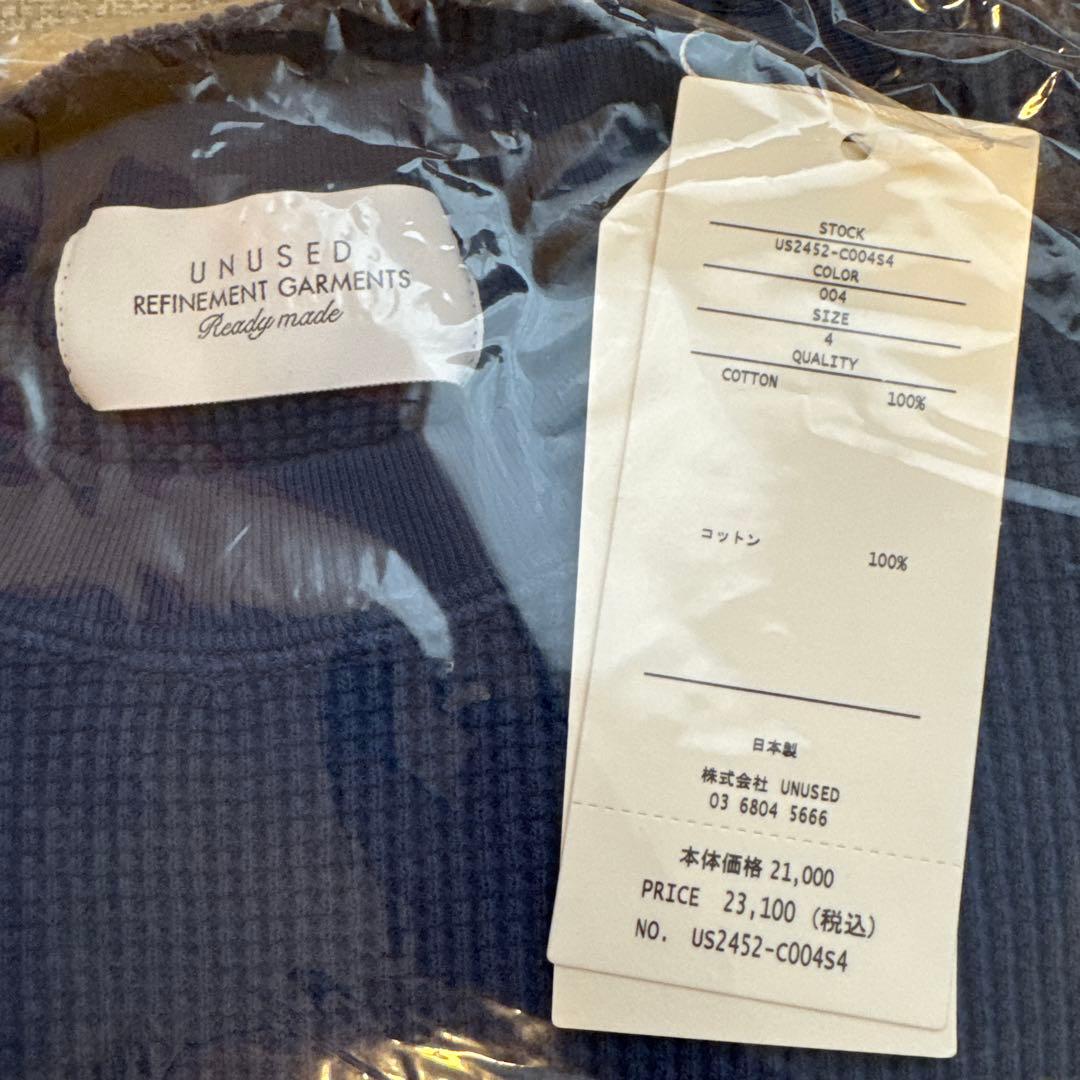 UNUSED
REFINEMENT GARMENTS
Ready made
STOCK
US2452-C004S4
COLOR
004
SIZE
4
QUALITY
COTTON 100%
コットン 100%
日本製
株式会社 UNUSED
03 6804 5666
本体価格 21,000
PRICE 23,100 (税込)
NO. US2452-C004S4